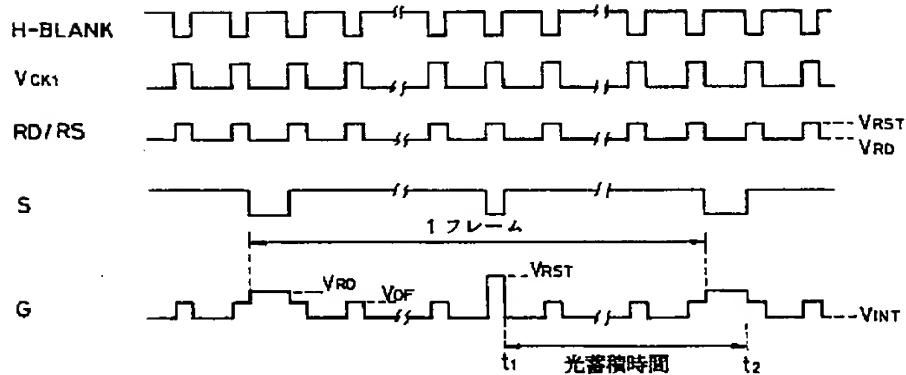 H-BLANK
VCK1
RD/RS
VRST
VRD
S
1フレーム
VRD
VOF
VRST
G
VINT
t1
光蓄積時間
t2